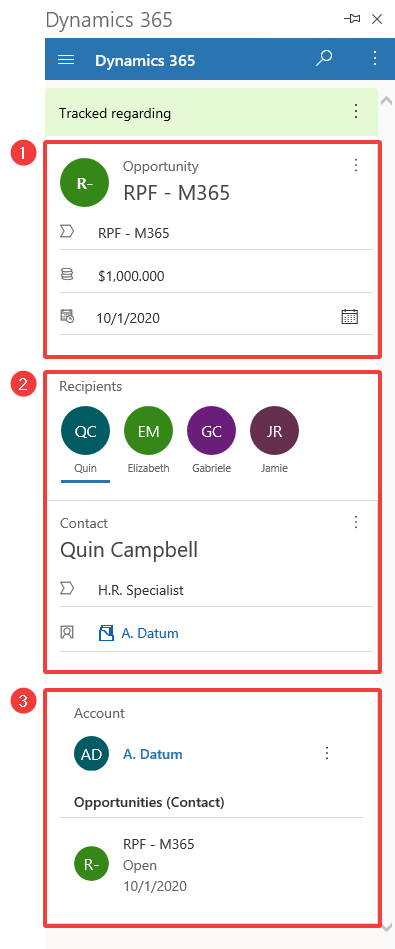 Dynamics 365
Dynamics 365
Tracked regarding
1
R-
Opportunity
RPF - M365
RPF - M365
$1,000.000
10/1/2020
2
Recipients
QC EM GC JR
Quin Elizabeth Gabriele Jamie
Contact
Quin Campbell
H.R. Specialist
A. Datum
3
Account
AD A. Datum
Opportunities (Contact)
RPF - M365
R- Open
10/1/2020